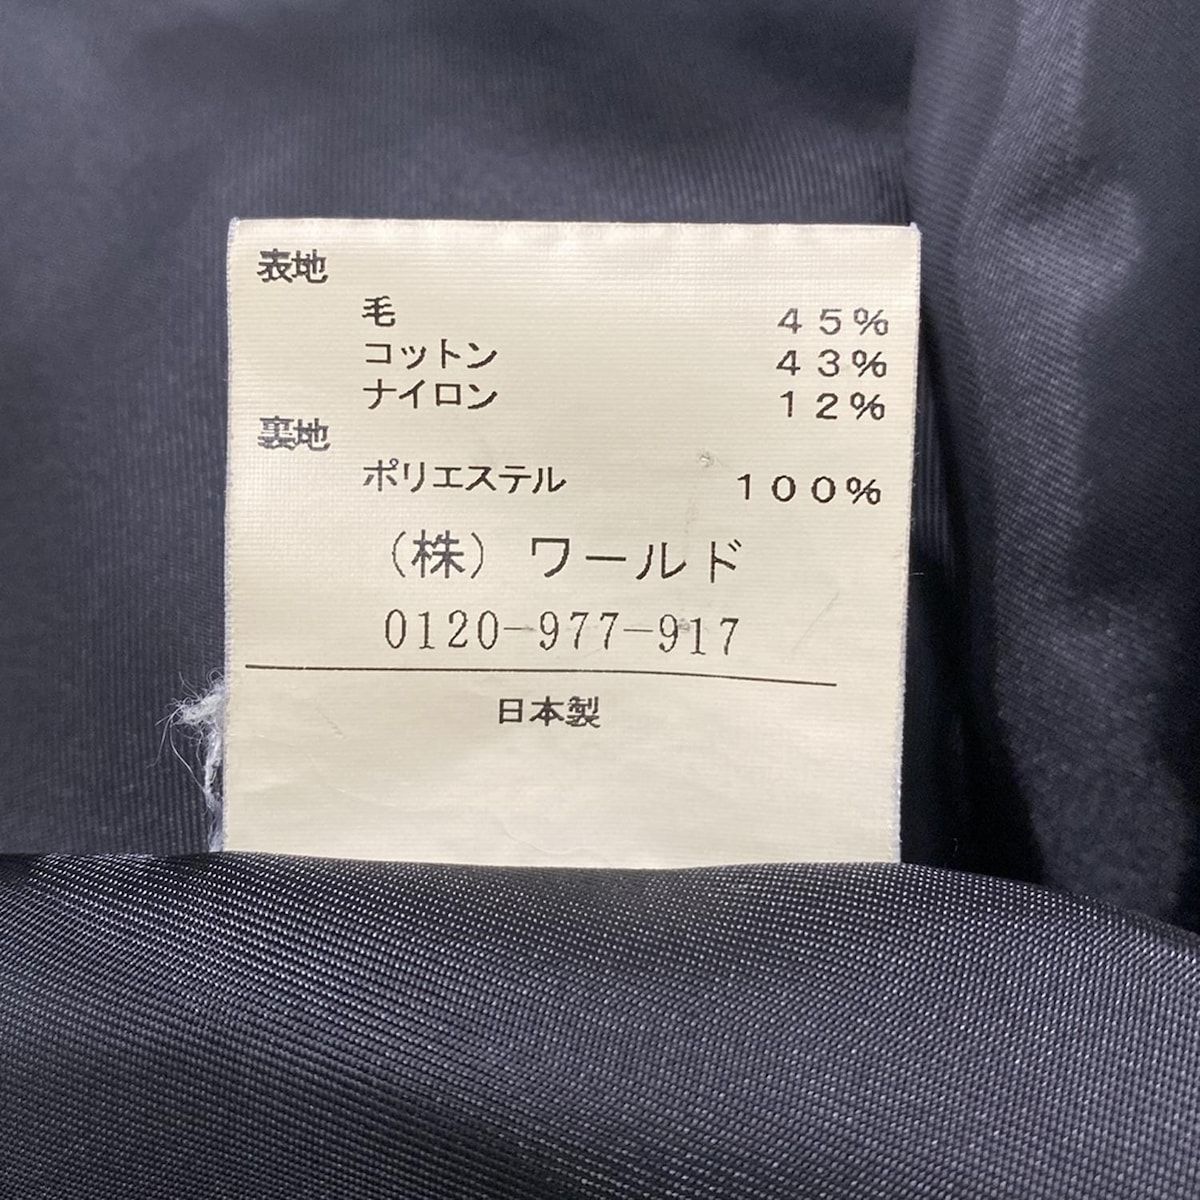 表地
毛 45%
コットン 43%
ナイロン 12%
裏地
ポリエステル 100%
(株)ワールド
0120-977-917
日本製